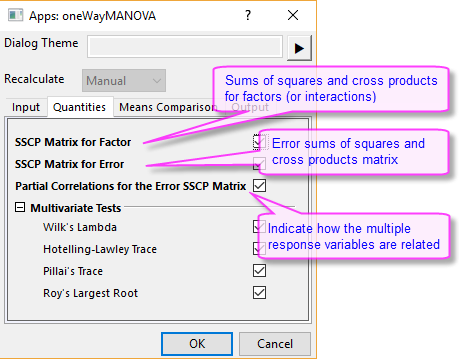 Apps: oneWayMANOVA
Dialog Theme
Recalculate Manual
Sums of squares and cross products
for factors (or interactions)
Input Quantities Means Comparison Output
SSCP Matrix for Factor
Error sums of squares and
cross products matrix
SSCP Matrix for Error
Partial Correlations for the Error SSCP Matrix
Multivariate Tests
Indicate how the multiple
response variables are related
Wilk's Lambda
Hotelling-Lawley Trace
Pillai's Trace
Roy's Largest Root
OK Cancel